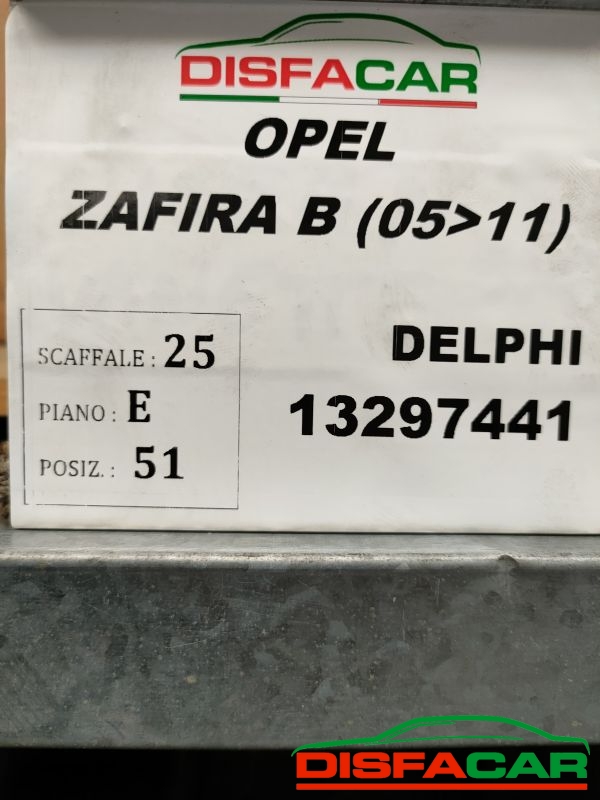 DISFACAR
OPEL
ZAFIRA B (05>11)
SCAFFALE : 25
PIANO : E
POSIZ. : 51
DELPHI
13297441
DISFACAR